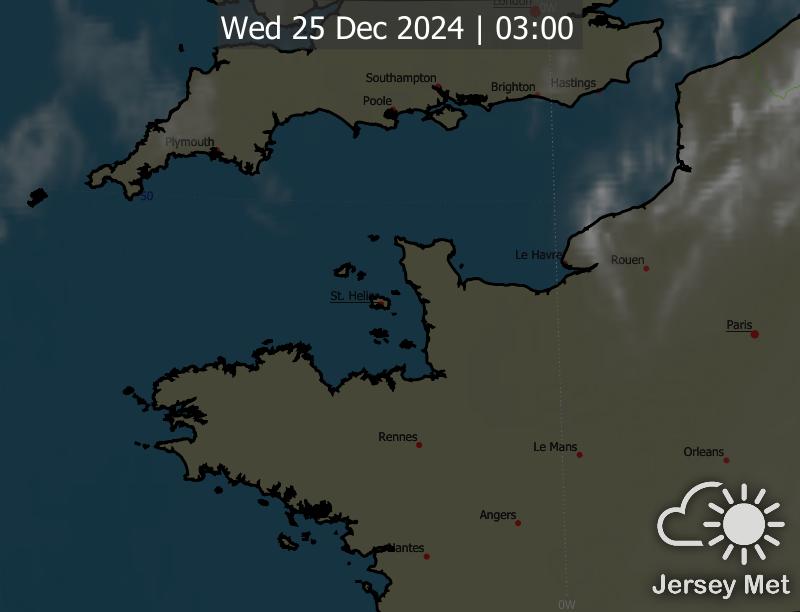 London
0W
Wed 25 Dec 2024 | 03:00
Southampton
Brighton
Hastings
Poole
Plymouth
50
Le Havre
Rouen
St. Helier
Paris
Rennes
Le Mans
Orleans
Angers
Nantes
Jersey Met
0W